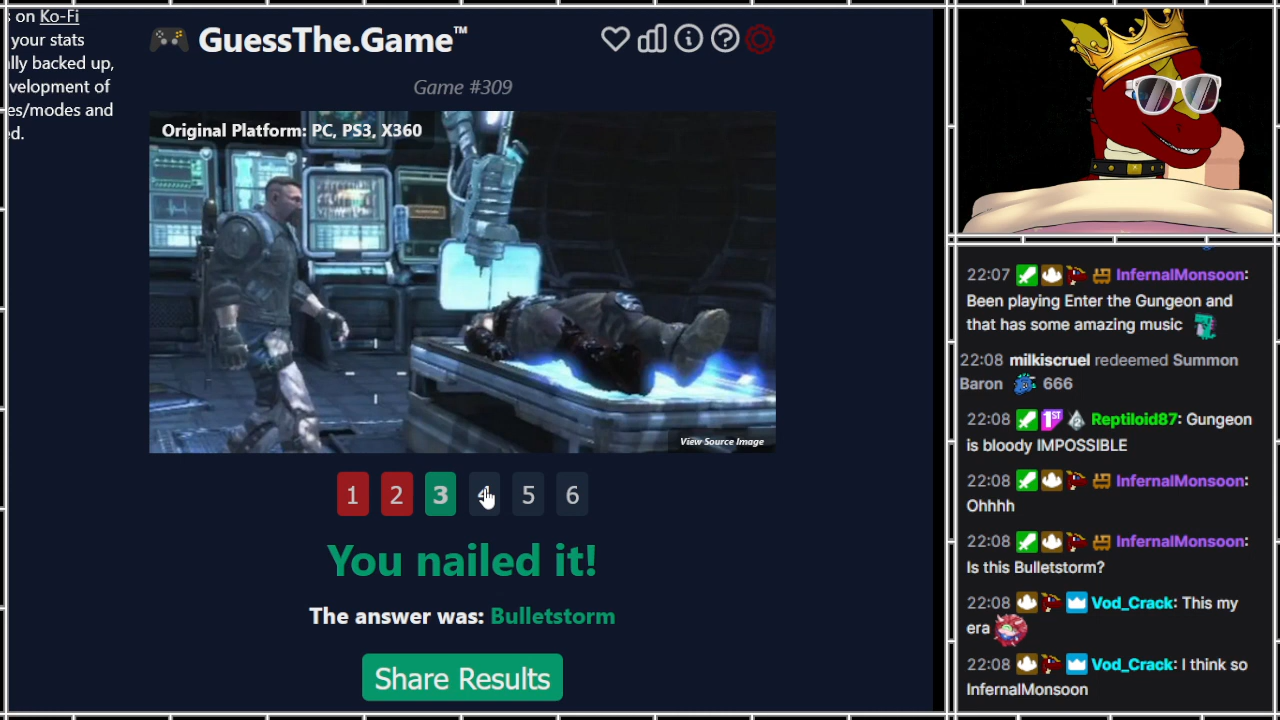 s on Ko-Fi
your stats
lly backed up,
velopment of
es/modes and
ed.
GuessThe.Game™
Game #309
Original Platform: PC, PS3, X360
View Source Image
1 2 3 4 5 6
You nailed it!
The answer was: Bulletstorm
Share Results
22:07 InfernalMonsoon:
Been playing Enter the Gungeon and
that has some amazing music
22:08 milkiscruel redeemed Summon
Baron 666
22:08 1ST 2 Reptiloid87: Gungeon
is bloody IMPOSSIBLE
22:08 InfernalMonsoon:
Ohhhh
22:08 InfernalMonsoon:
Is this Bulletstorm?
22:08 Vod_Crack: This my
era
22:08 Vod_Crack: I think so
InfernalMonsoon